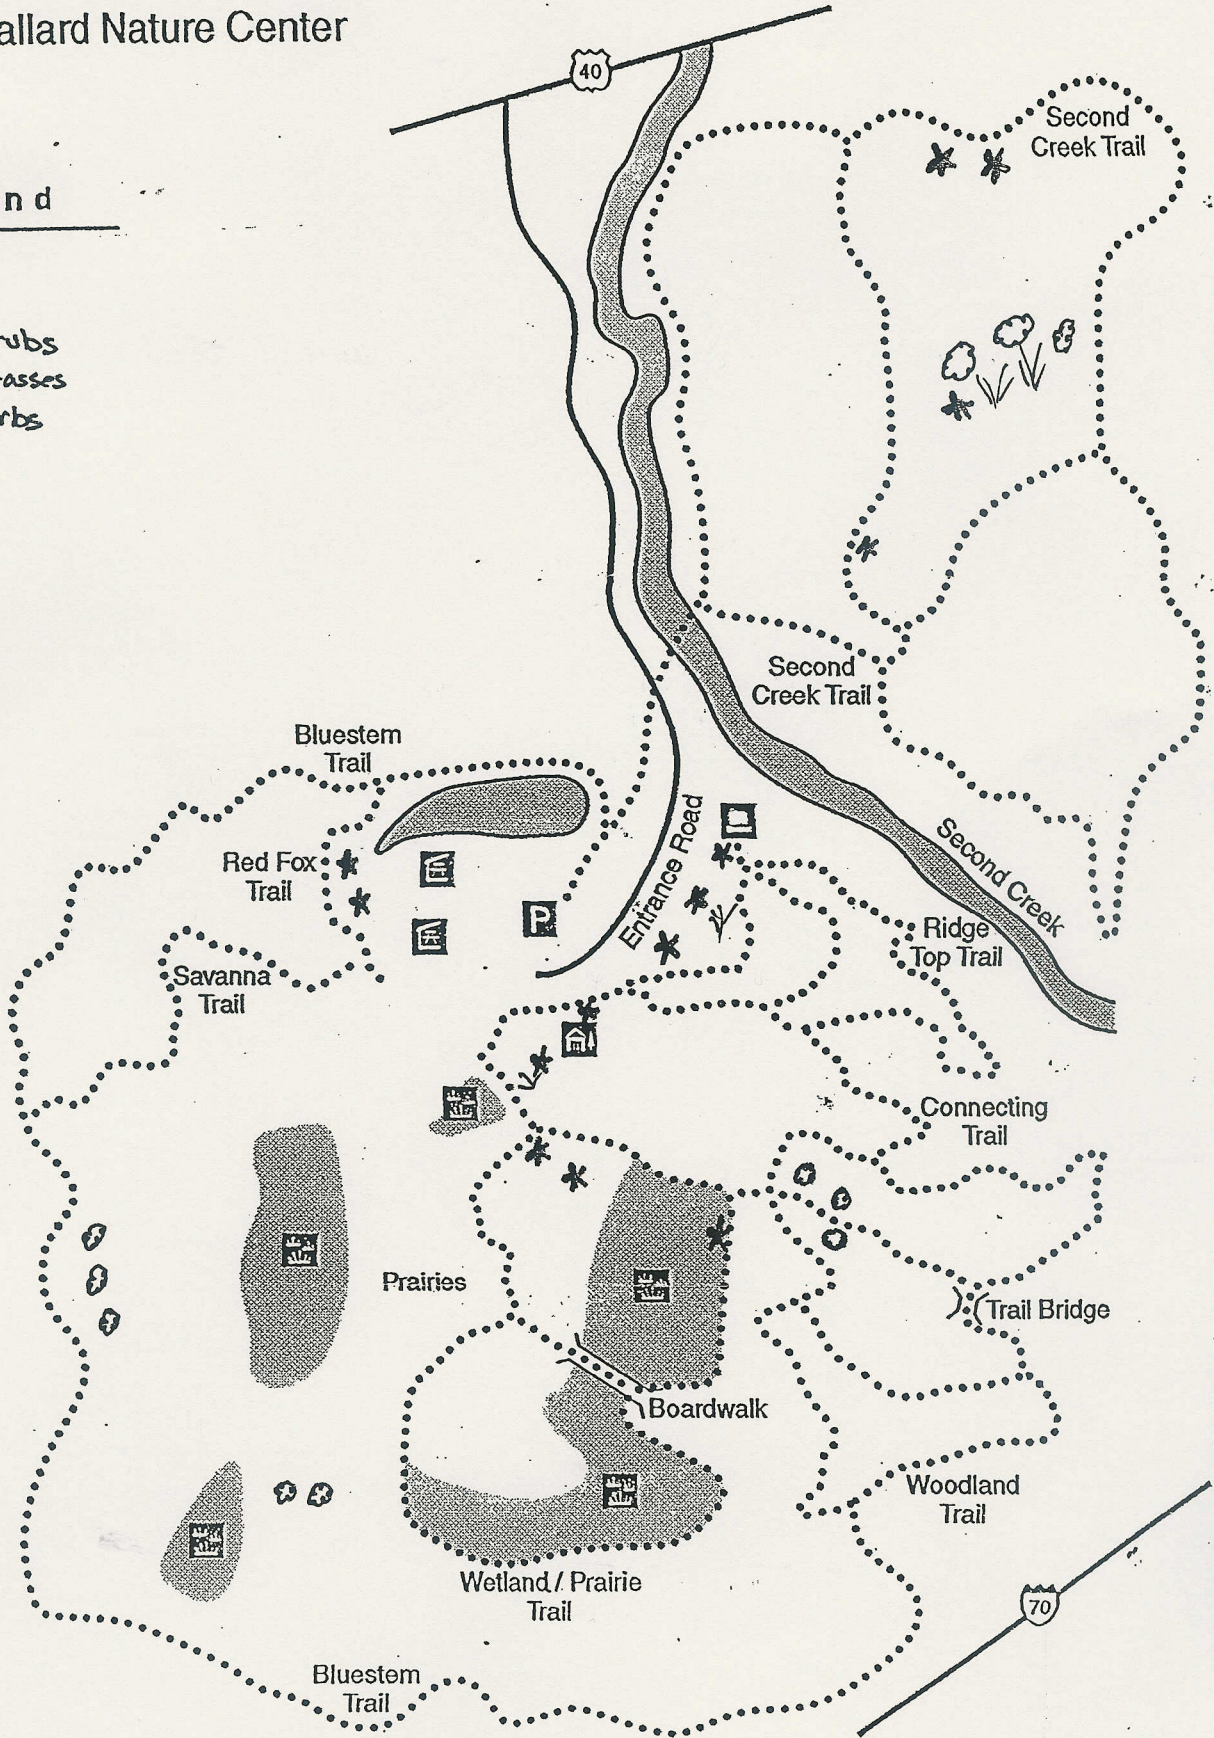 allard Nature Center
40
Second
Creek Trail
nd
rubs
asses
rbs
Second
Creek Trail
Bluestem
Trail
Entrance Road
Second Creek
Red Fox
Trail
P
Ridge
Top Trail
Savanna
Trail
Connecting
Trail
Prairies
Trail Bridge
Boardwalk
Woodland
Trail
Wetland / Prairie
Trail
70
Bluestem
Trail